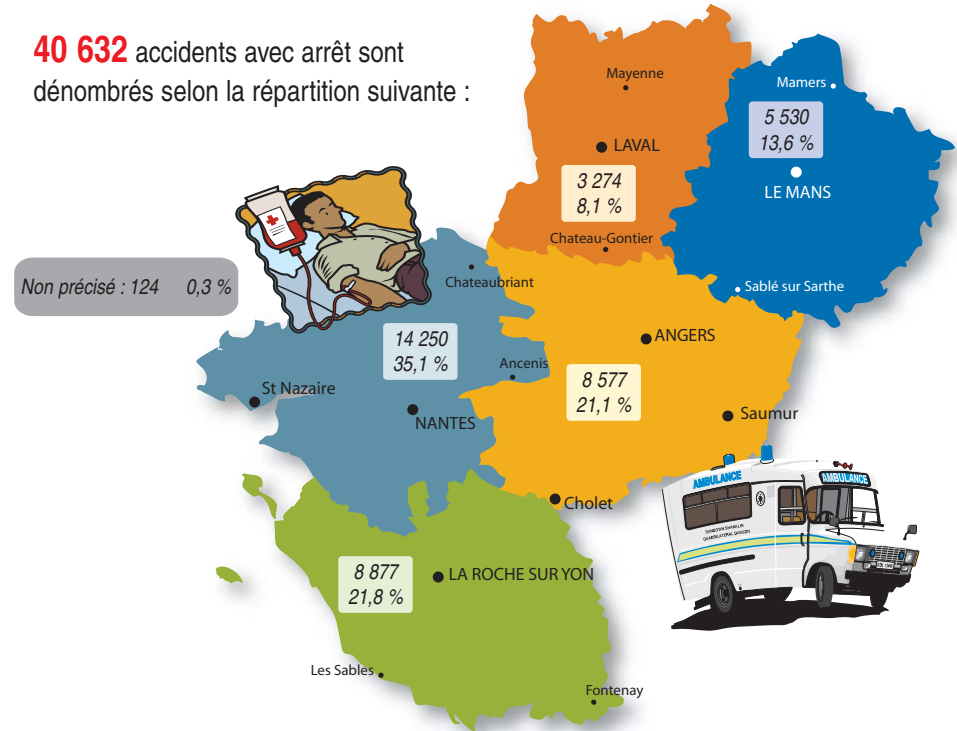 40 632 accidents avec arrêt sont
dénombrés selon la répartition suivante :
Mayenne
Mamers
5 530
13,6 %
LAVAL
LE MANS
3 274
8,1 %
Chateau-Gontier
Non précisé : 124 0,3 %
Chateaubriant
Sablé sur Sarthe
14 250
35,1 %
ANGERS
Ancenis
8 577
21,1 %
St Nazaire
NANTES
Saumur
Cholet
AMBULANCE
AMBULANCE
8 877
21,8 %
LA ROCHE SUR YON
Les Sables
Fontenay